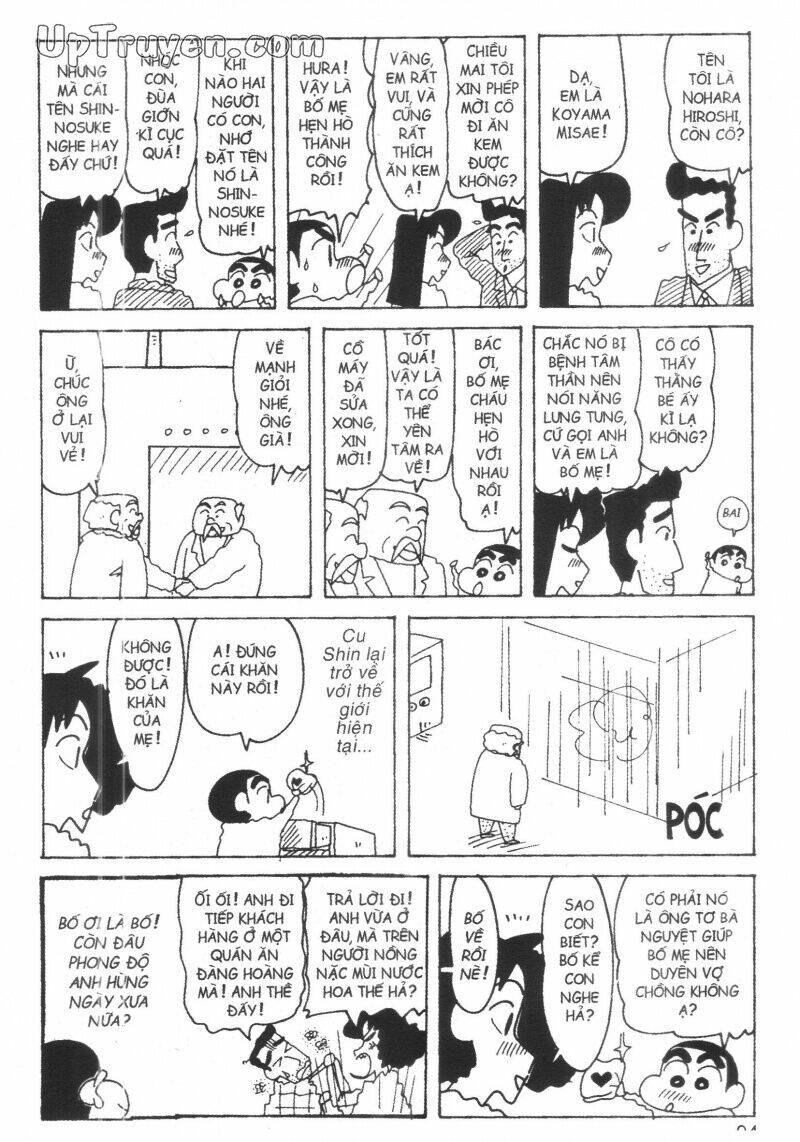 UpTruyen.com
TÊN
TÔI LÀ
NOHARA
HIROSHI,
CÒN CÔ?
DẠ,
EM LÀ
KOYAMA
MISAE!
CHIỀU
MAI TÔI
XIN PHÉP
MỜI CÔ
ĐI ĂN
KEM
ĐƯỢC
KHÔNG?
VÂNG,
EM RẤT
VUI, VÀ
CŨNG
RẤT
THÍCH
ĂN KEM
Ạ!
HURA!
VẬY LÀ
BỐ MẸ
HẸN HÒ
THÀNH
CÔNG
RỒI!
KHI
NÀO HAI
NGƯỜI
CÓ CON,
NHỚ
ĐẶT TÊN
NÓ LÀ
SHIN-
NOSUKE
NHÉ!
NHÓC
CON,
ĐÙA
GIỚN
KÌ CỤC
QUÁ!
NHƯNG
MÀ CÁI
TÊN SHIN-
NOSUKE
NGHE HAY
ĐẤY CHỨ!
CÔ CÓ
THẤY
THẰNG
BÉ ẤY
KÌ LẠ
KHÔNG?
CHẮC NÓ BỊ
BỆNH TÂM
THẦN NÊN
NÓI NĂNG
LUNG TUNG,
CỨ GỌI ANH
VÀ EM LÀ
BỐ MẸ!
BAI
BÁC
ƠI,
BỐ MẸ
CHÁU
HẸN
HÒ
VỚI
NHAU
RỒI
Ạ!
TỐT
QUÁ!
VẬY LÀ
TA CÓ
THỂ
YÊN
TÂM RA
VỀ!
CỖ
MÁY
ĐÃ
SỬA
XONG,
XIN
MỜI!
VỀ
MẠNH
GIỎI
NHÉ,
ÔNG
GIÀ!
Ừ,
CHÚC
ÔNG
Ở LẠI
VUI
VẺ!
PÓC
Cu
Shin lại
trở về
với thế
giới
hiện
tại...
A! ĐÚNG
CÁI KHĂN
NÀY RỒI!
KHÔNG
ĐƯỢC!
ĐÓ LÀ
KHĂN
CỦA
MẸ!
CÓ PHẢI NÓ
LÀ ÔNG TƠ BÀ
NGUYỆT GIÚP
BỐ MẸ NÊN
DUYÊN VỢ
CHỒNG KHÔNG
Ạ?
SAO
CON
BIẾT?
BỐ KỂ
CON
NGHE
HẢ?
BỐ
VỀ
RỒI
NÈ!
TRẢ LỜI ĐI!
ANH VỪA Ở
ĐÂU, MÀ TRÊN
NGƯỜI NỒNG
NẶC MÙI NƯỚC
HOA THẾ HẢ?
ỐI ỐI! ANH ĐI
TIẾP KHÁCH
HÀNG Ở MỘT
QUÁN ĂN
ĐÀNG HOÀNG
MÀ! ANH THỀ
ĐẤY!
BỐ ƠI LÀ BỐ!
CÒN ĐÂU
PHONG ĐỘ
ANH HÙNG
NGÀY XƯA
NỮA?